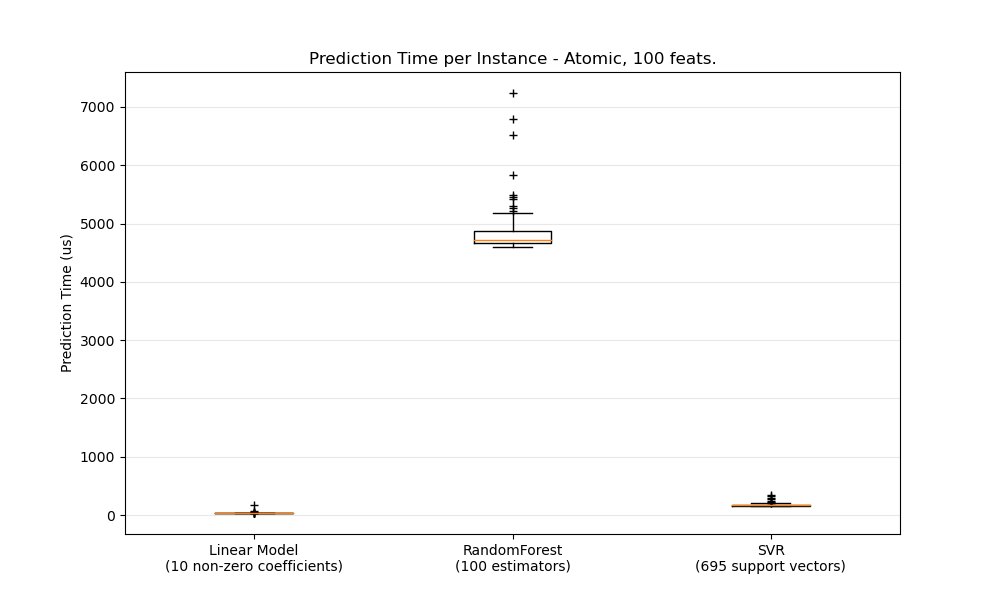 Prediction Time per Instance - Atomic, 100 feats.
Prediction Time (us)
7000
6000
5000
4000
3000
2000
1000
0
Linear Model
(10 non-zero coefficients)
RandomForest
(100 estimators)
SVR
(695 support vectors)